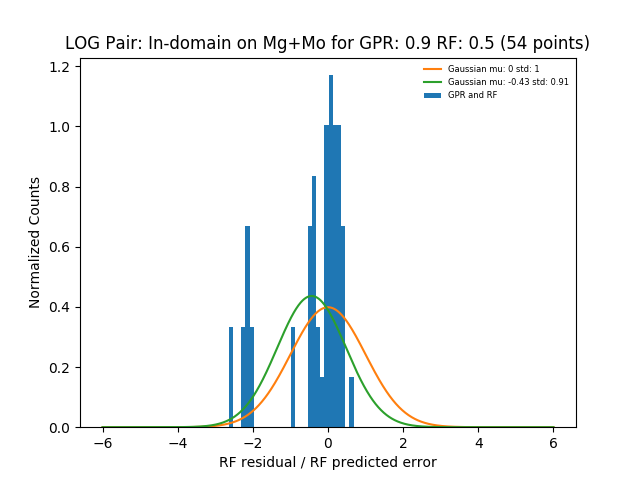 LOG Pair: In-domain on Mg+Mo for GPR: 0.9 RF: 0.5 (54 points)
Gaussian mu: 0 std: 1
Gaussian mu: -0.43 std: 0.91
GPR and RF
Normalized Counts
1.2
1.0
0.8
0.6
0.4
0.2
0.0
−6 −4 −2 0 2 4 6
RF residual / RF predicted error